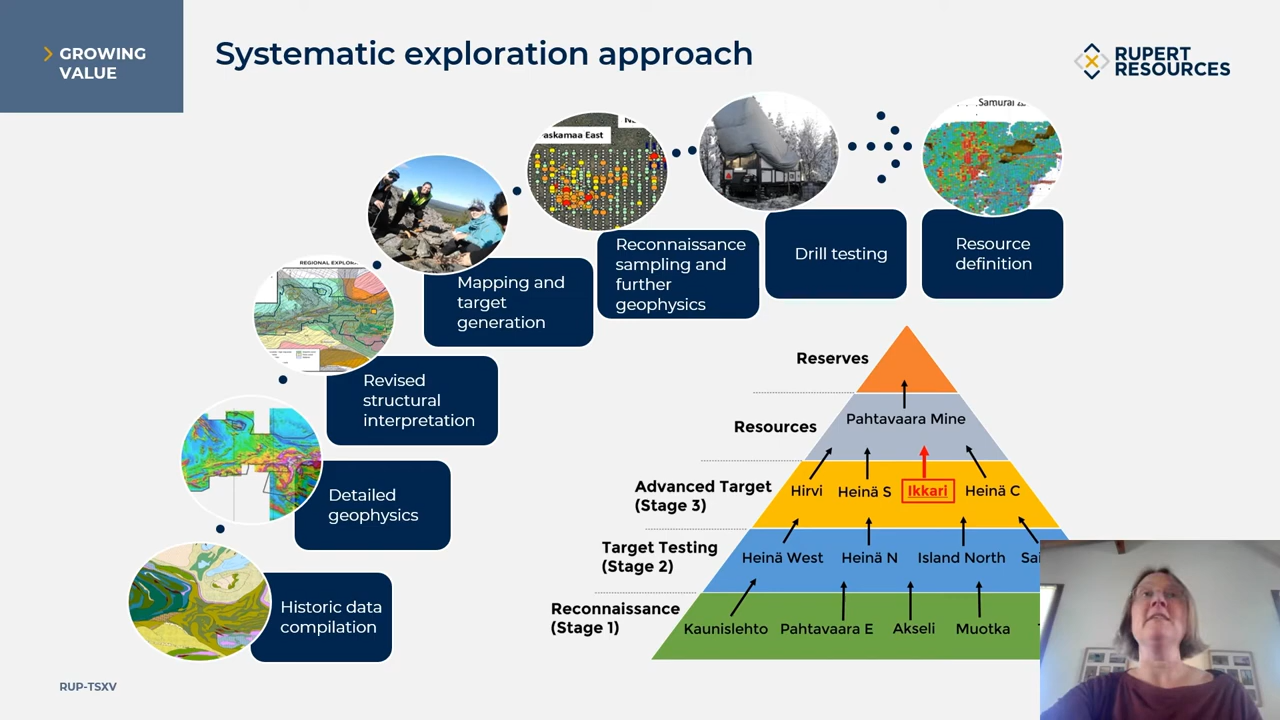 GROWING
VALUE
Systematic exploration approach
RUPERT
RESOURCES
askamaa East
Samurai
REGIONAL EXPLOR
Reconnaissance
sampling and
further
geophysics
Drill testing
Resource
definition
Mapping and
target
generation
Revised
structural
interpretation
Detailed
geophysics
Historic data
compilation
Reserves
Resources
Pahtavaara Mine
Advanced Target
(Stage 3)
Hirvi
Heinä S
Ikkari
Heinä C
Target Testing
(Stage 2)
Heinä West
Heinä N
Island North
Reconnaissance
(Stage 1)
Kaunislehto
Pahtavaara E
Akseli
Muotka
RUP-TSXV